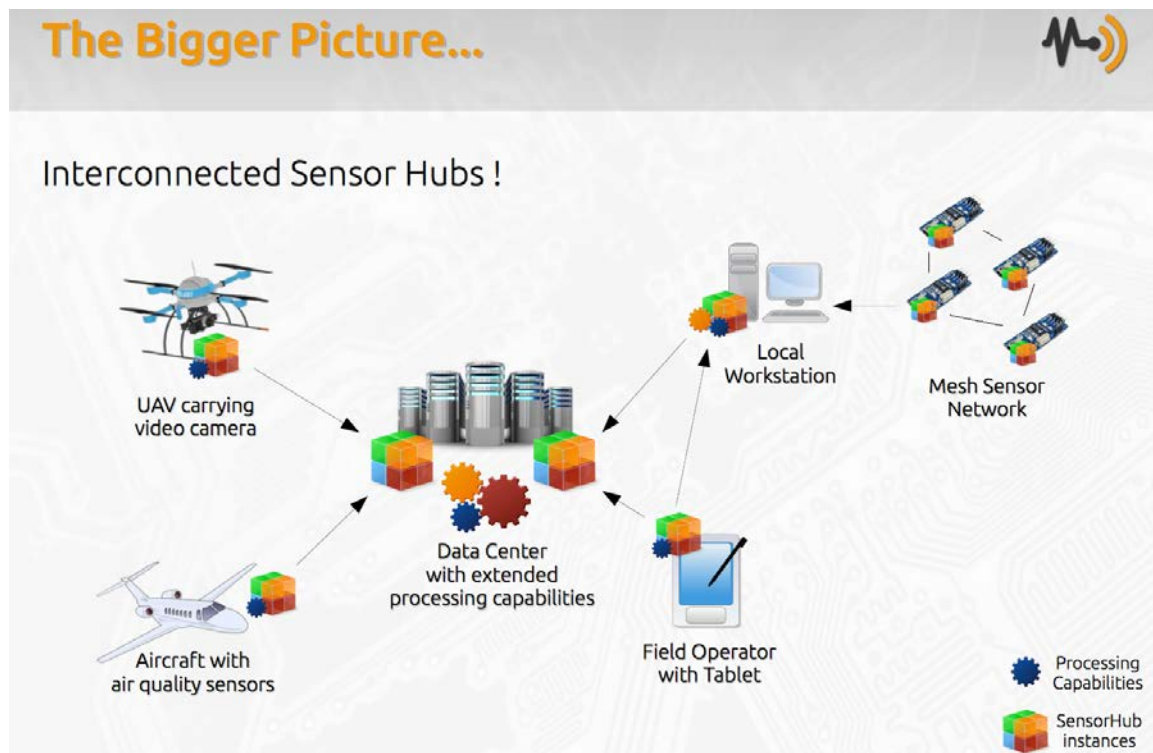 The Bigger Picture...
Interconnected Sensor Hubs !
UAV carrying
video camera
Local
Workstation
Mesh Sensor
Network
Data Center
with extended
processing capabilities
Aircraft with
air quality sensors
Field Operator
with Tablet
Processing
Capabilities
SensorHub
instances